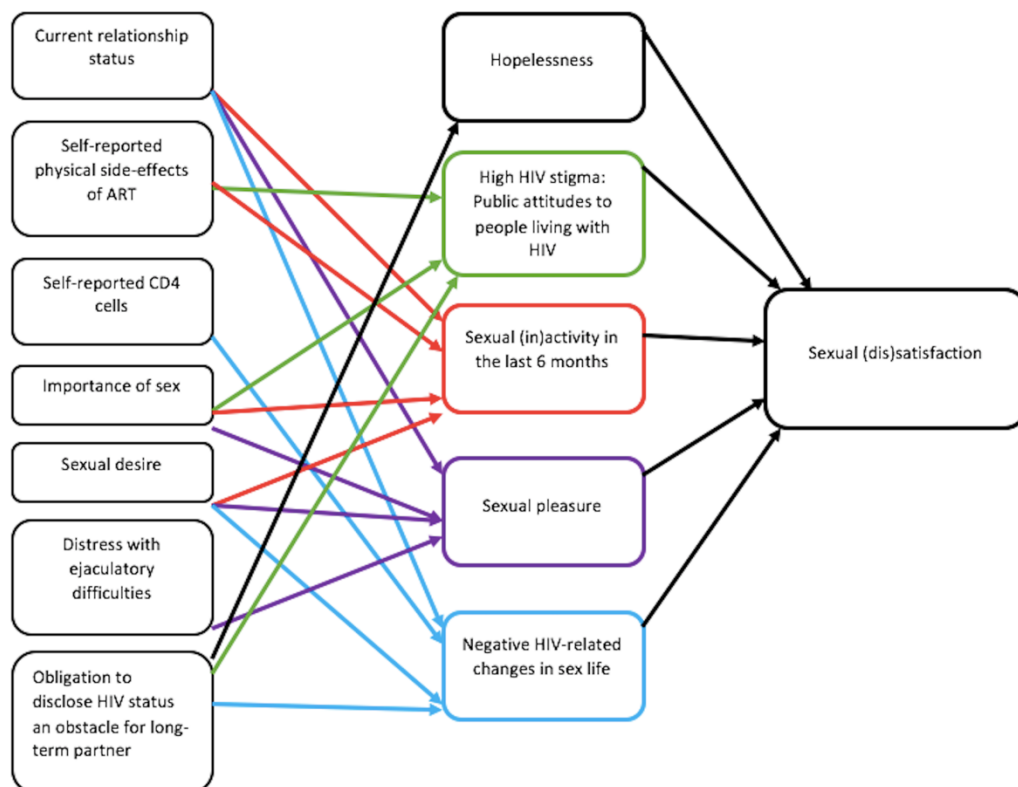 Current relationship
status
Self-reported
physical side-effects
of ART
Self-reported CD4
cells
Importance of sex
Sexual desire
Distress with
ejaculatory
difficulties
Obligation to
disclose HIV status
an obstacle for long-
term partner
Hopelessness
High HIV stigma:
Public attitudes to
people living with
HIV
Sexual (in)activity in
the last 6 months
Sexual pleasure
Negative HIV-related
changes in sex life
Sexual (dis)satisfaction